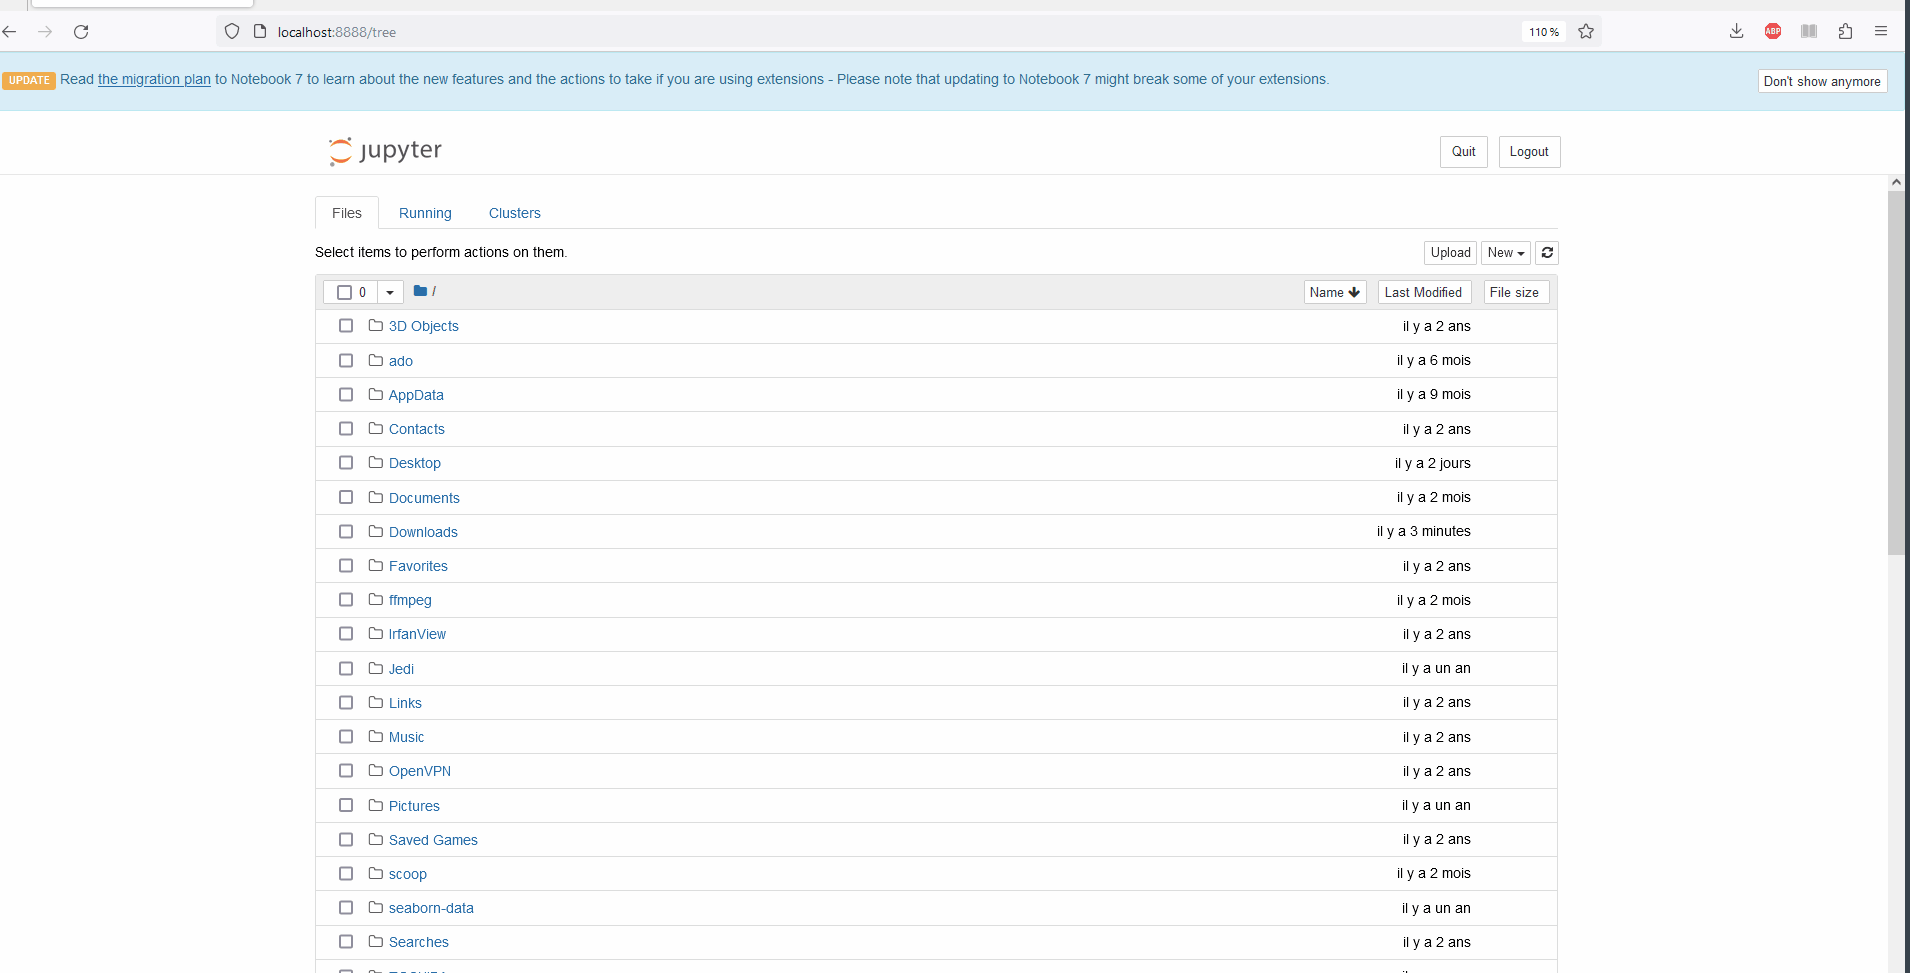 localhost:8888/tree
110%
ABP
UPDATE Read the migration plan to Notebook 7 to learn about the new features and the actions to take if you are using extensions - Please note that updating to Notebook 7 might break some of your extensions.
Don't show anymore
jupyter
Quit Logout
Files Running Clusters
Select items to perform actions on them.
Upload New
0 / Name Last Modified File size
3D Objects il y a 2 ans
ado il y a 6 mois
AppData il y a 9 mois
Contacts il y a 2 ans
Desktop il y a 2 jours
Documents il y a 2 mois
Downloads il y a 3 minutes
Favorites il y a 2 ans
ffmpeg il y a 2 mois
IrfanView il y a 2 ans
Jedi il y a un an
Links il y a 2 ans
Music il y a 2 ans
OpenVPN il y a 2 ans
Pictures il y a un an
Saved Games il y a 2 ans
scoop il y a 2 mois
seaborn-data il y a un an
Searches il y a 2 ans